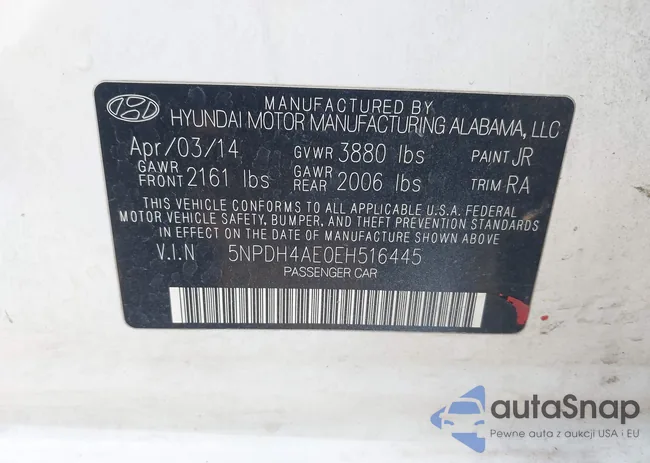 MANUFACTURED BY
HYUNDAI MOTOR MANUFACTURING ALABAMA, LLC
Apr/03/14 GVWR 3880 lbs PAINT JR
GAWR FRONT 2161 lbs GAWR REAR 2006 lbs TRIM RA
THIS VEHICLE CONFORMS TO ALL APPLICABLE U.S.A. FEDERAL
MOTOR VEHICLE SAFETY, BUMPER, AND THEFT PREVENTION STANDARDS
IN EFFECT ON THE DATE OF MANUFACTURE SHOWN ABOVE
V.I.N 5NPDH4AE0EH516445
PASSENGER CAR
autaSnap
Pewne auta z aukcji USA i EU